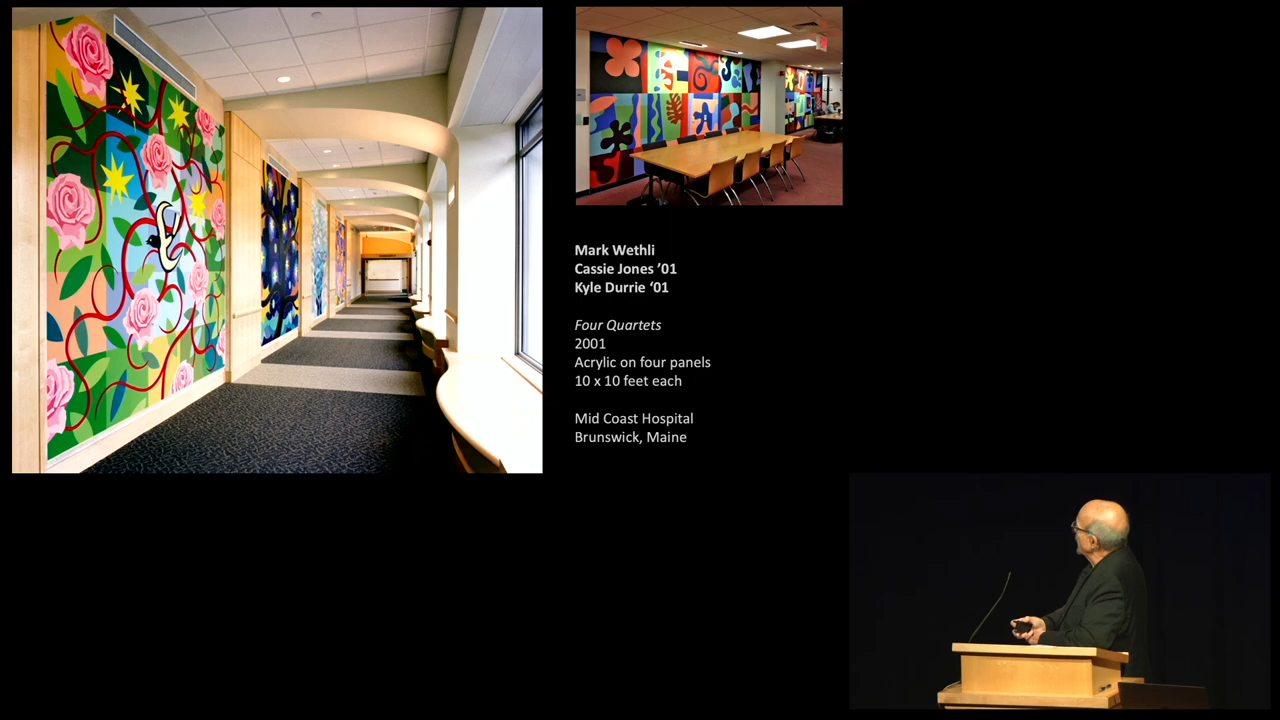 Mark Wethli
Cassie Jones ’01
Kyle Durrie ‘01
Four Quartets
2001
Acrylic on four panels
10 x 10 feet each
Mid Coast Hospital
Brunswick, Maine